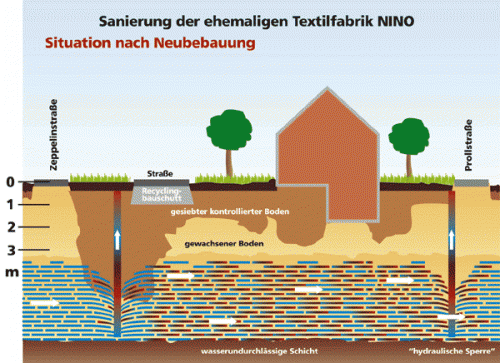 Sanierung der ehemaligen Textilfabrik NINO
Situation nach Neubebauung
Zeppelinstraße
Straße
Prollstraße
Recycling-
bauschutt
gesiebter kontrollierter Boden
gewachsener Boden
0
1
2
3
m
wasserundurchlässige Schicht
"hydraulische Sperre"